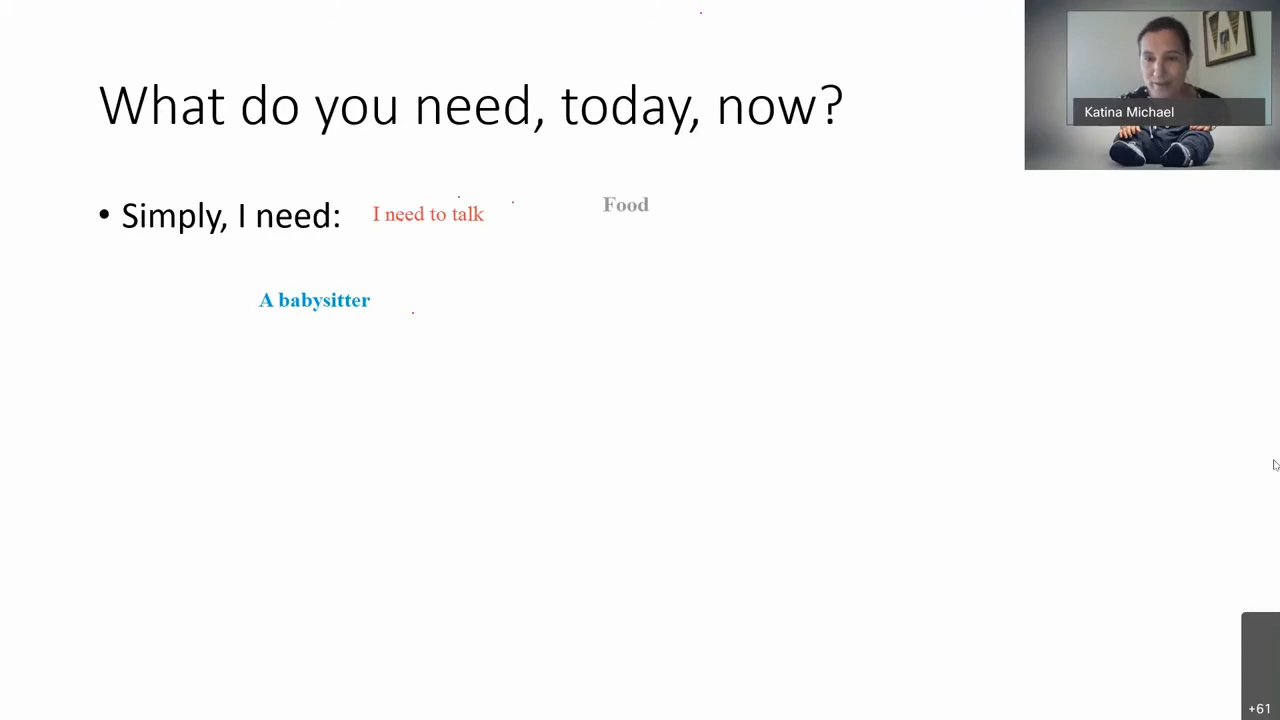 What do you need, today, now?
Katina Michael
• Simply, I need:
I need to talk
Food
A babysitter
+61